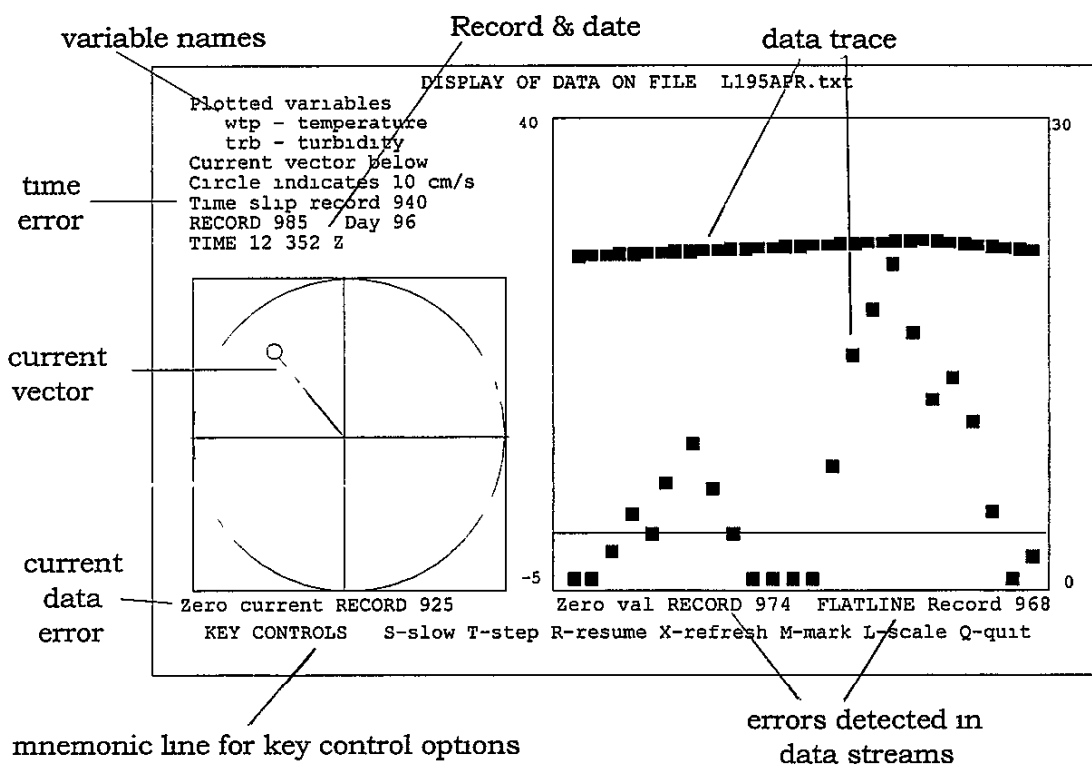 variable names
Record & date
data trace
DISPLAY OF DATA ON FILE L195APR.txt
Plotted variables
wtp - temperature
trb - turbidity
Current vector below
Circle indicates 10 cm/s
Time slip record 940
RECORD 985 Day 96
TIME 12 352 Z
time
error
40
30
current
vector
-5
0
current
data
error
Zero current RECORD 925
Zero val RECORD 974 FLATLINE Record 968
KEY CONTROLS S-slow T-step R-resume X-refresh M-mark L-scale Q-quit
mnemonic line for key control options
errors detected in
data streams